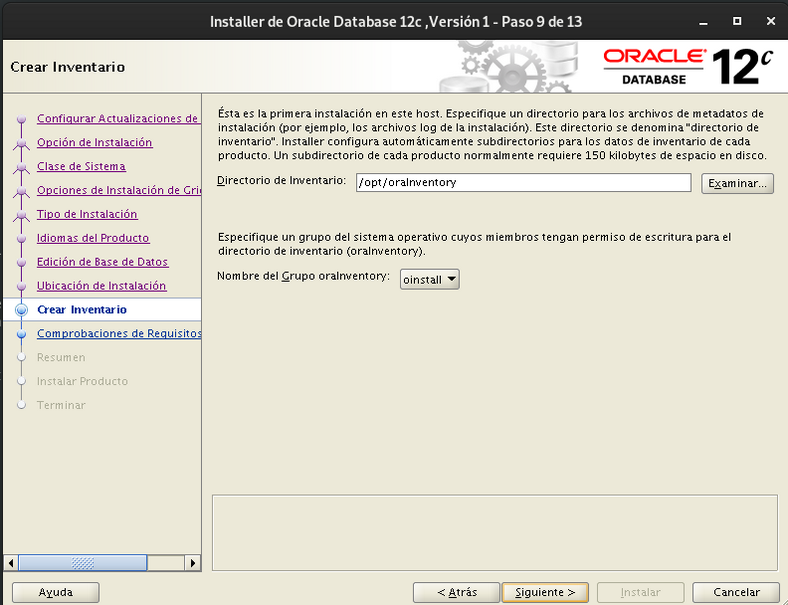 Installer de Oracle Database 12c ,Versión 1 - Paso 9 de 13
Crear Inventario
ORACLE®
DATABASE
12c
Configurar Actualizaciones de
Opción de Instalación
Clase de Sistema
Opciones de Instalación de Gri
Tipo de Instalación
Idiomas del Producto
Edición de Base de Datos
Ubicación de Instalación
Crear Inventario
Comprobaciones de Requisitos
Resumen
Instalar Producto
Terminar
Ésta es la primera instalación en este host. Especifique un directorio para los archivos de metadatos de
instalación (por ejemplo, los archivos log de la instalación). Este directorio se denomina "directorio de
inventario". Installer configura automáticamente subdirectorios para los datos de inventario de cada
producto. Un subdirectorio de cada producto normalmente requiere 150 kilobytes de espacio en disco.
Directorio de Inventario: /opt/oraInventory Examinar...
Especifique un grupo del sistema operativo cuyos miembros tengan permiso de escritura para el
directorio de inventario (oraInventory).
Nombre del Grupo oraInventory: oinstall
Ayuda < Atrás Siguiente > Instalar Cancelar